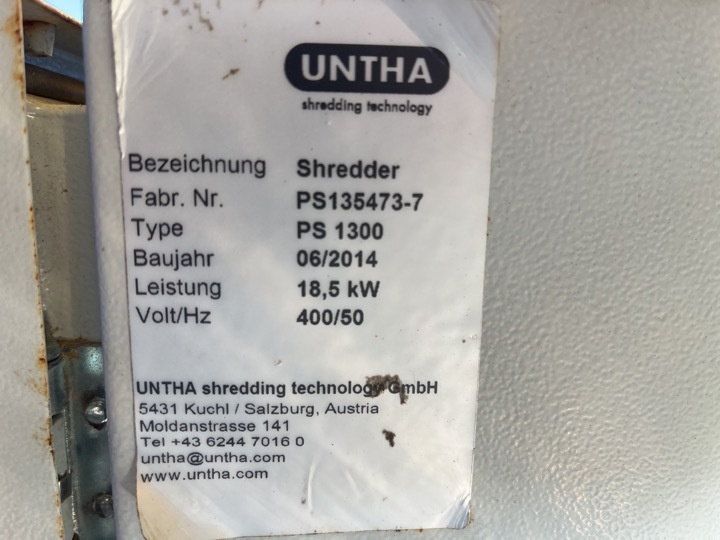 UNTHA
shredding technology
Bezeichnung Shredder
Fabr. Nr. PS135473-7
Type PS 1300
Baujahr 06/2014
Leistung 18,5 kW
Volt/Hz 400/50
UNTHA shredding technology GmbH
5431 Kuchl / Salzburg, Austria
Moldanstrasse 141
Tel +43 6244 7016 0
untha@untha.com
www.untha.com